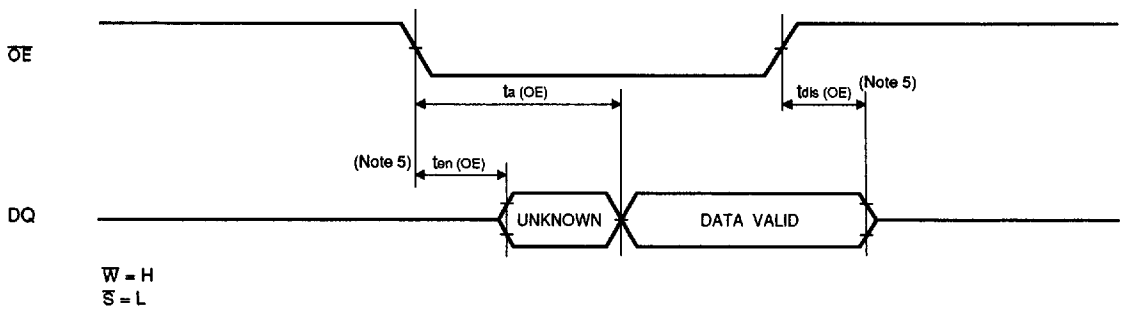 OE
ta (OE)
tdis (OE) (Note 5)
(Note 5) ten (OE)
DQ
UNKNOWN
DATA VALID
W = H
S = L